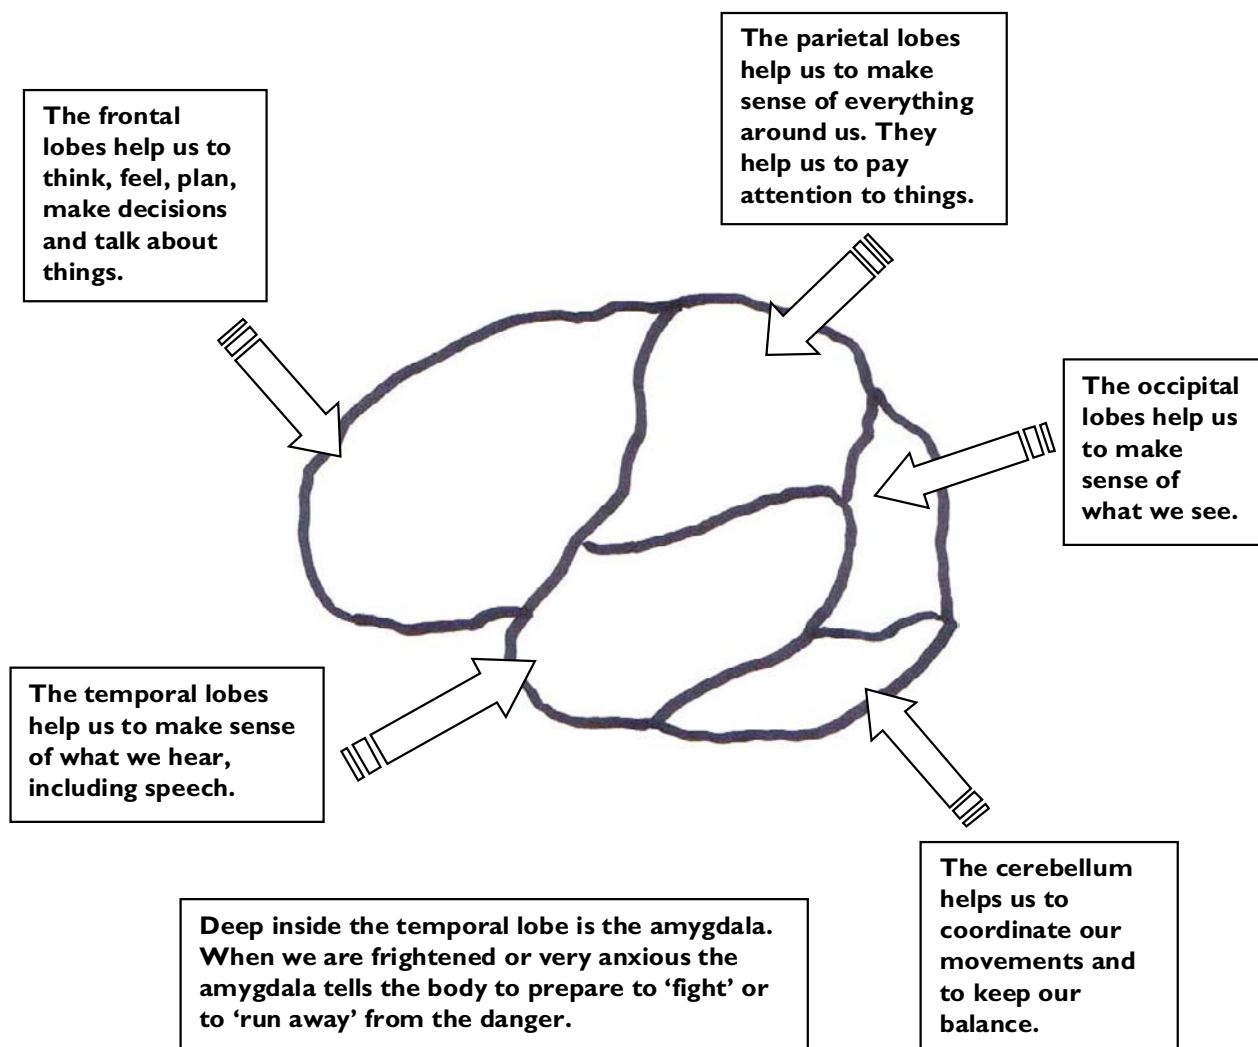 The parietal lobes
help us to make
sense of everything
around us. They
help us to pay
attention to things.
The frontal
lobes help us to
think, feel, plan,
make decisions
and talk about
things.
The occipital
lobes help us
to make
sense of
what we see.
The temporal lobes
help us to make sense
of what we hear,
including speech.
The cerebellum
helps us to
coordinate our
movements and
to keep our
balance.
Deep inside the temporal lobe is the amygdala.
When we are frightened or very anxious the
amygdala tells the body to prepare to ‘fight’ or
to ‘run away’ from the danger.